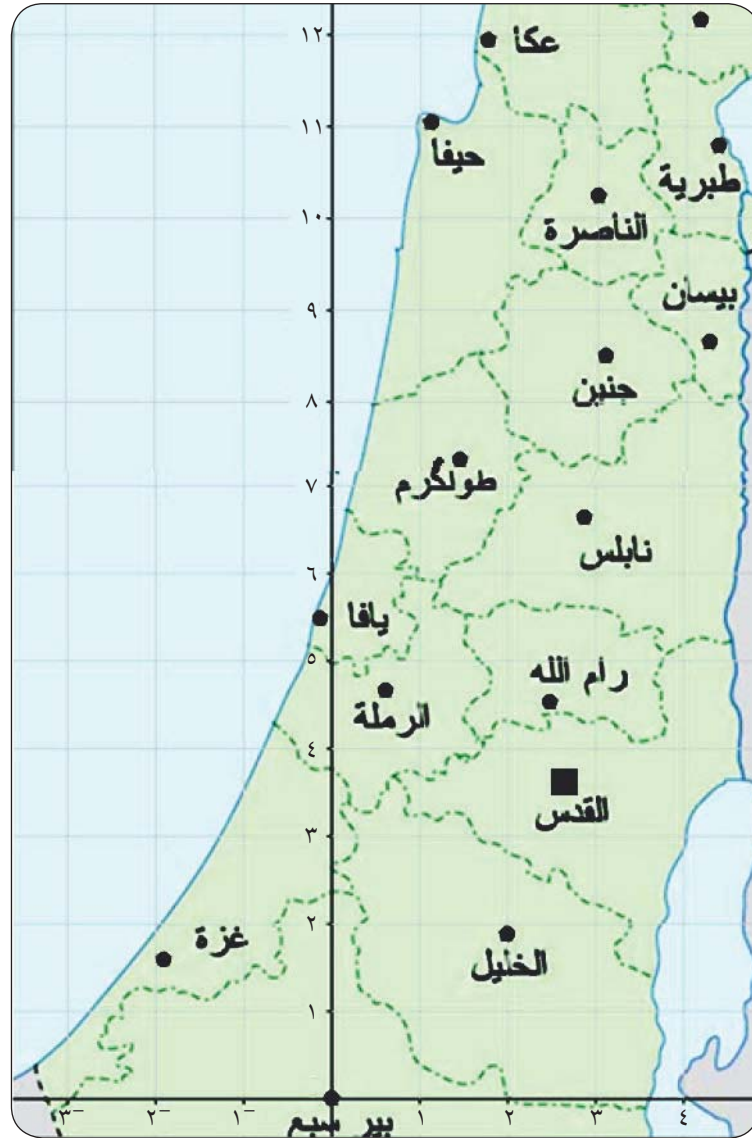 ١٢
عكا
١١
حيفا
طبرية
١٠
الناصرة
٩
بيسان
٨
جنين
٧
طولكرم
نابلس
٦
يافا
٥
رام الله
الرملة
٤
القدس
٣
٢
غزة
الخليل
١
٣− ٢− ١− ١ ٢ ٣ ٤
بير سبع